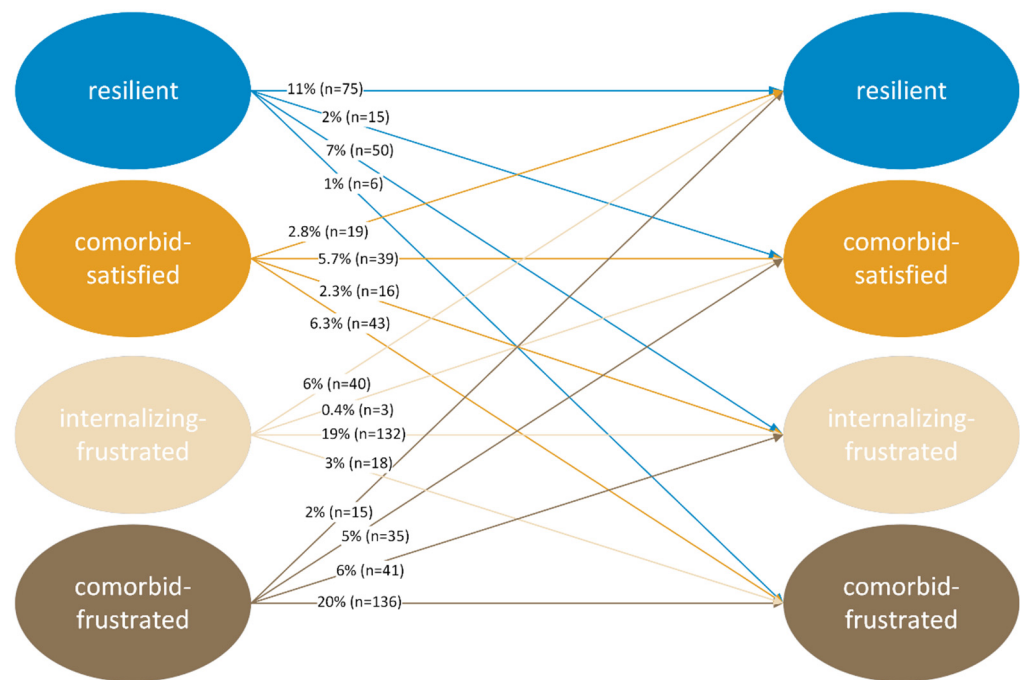 resilient
resilient
11% (n=75)
2% (n=15)
7% (n=50)
1% (n=6)
comorbid-
satisfied
comorbid-
satisfied
2.8% (n=19)
5.7% (n=39)
2.3% (n=16)
6.3% (n=43)
internalizing-
frustrated
internalizing-
frustrated
6% (n=40)
0.4% (n=3)
19% (n=132)
3% (n=18)
comorbid-
frustrated
comorbid-
frustrated
2% (n=15)
5% (n=35)
6% (n=41)
20% (n=136)